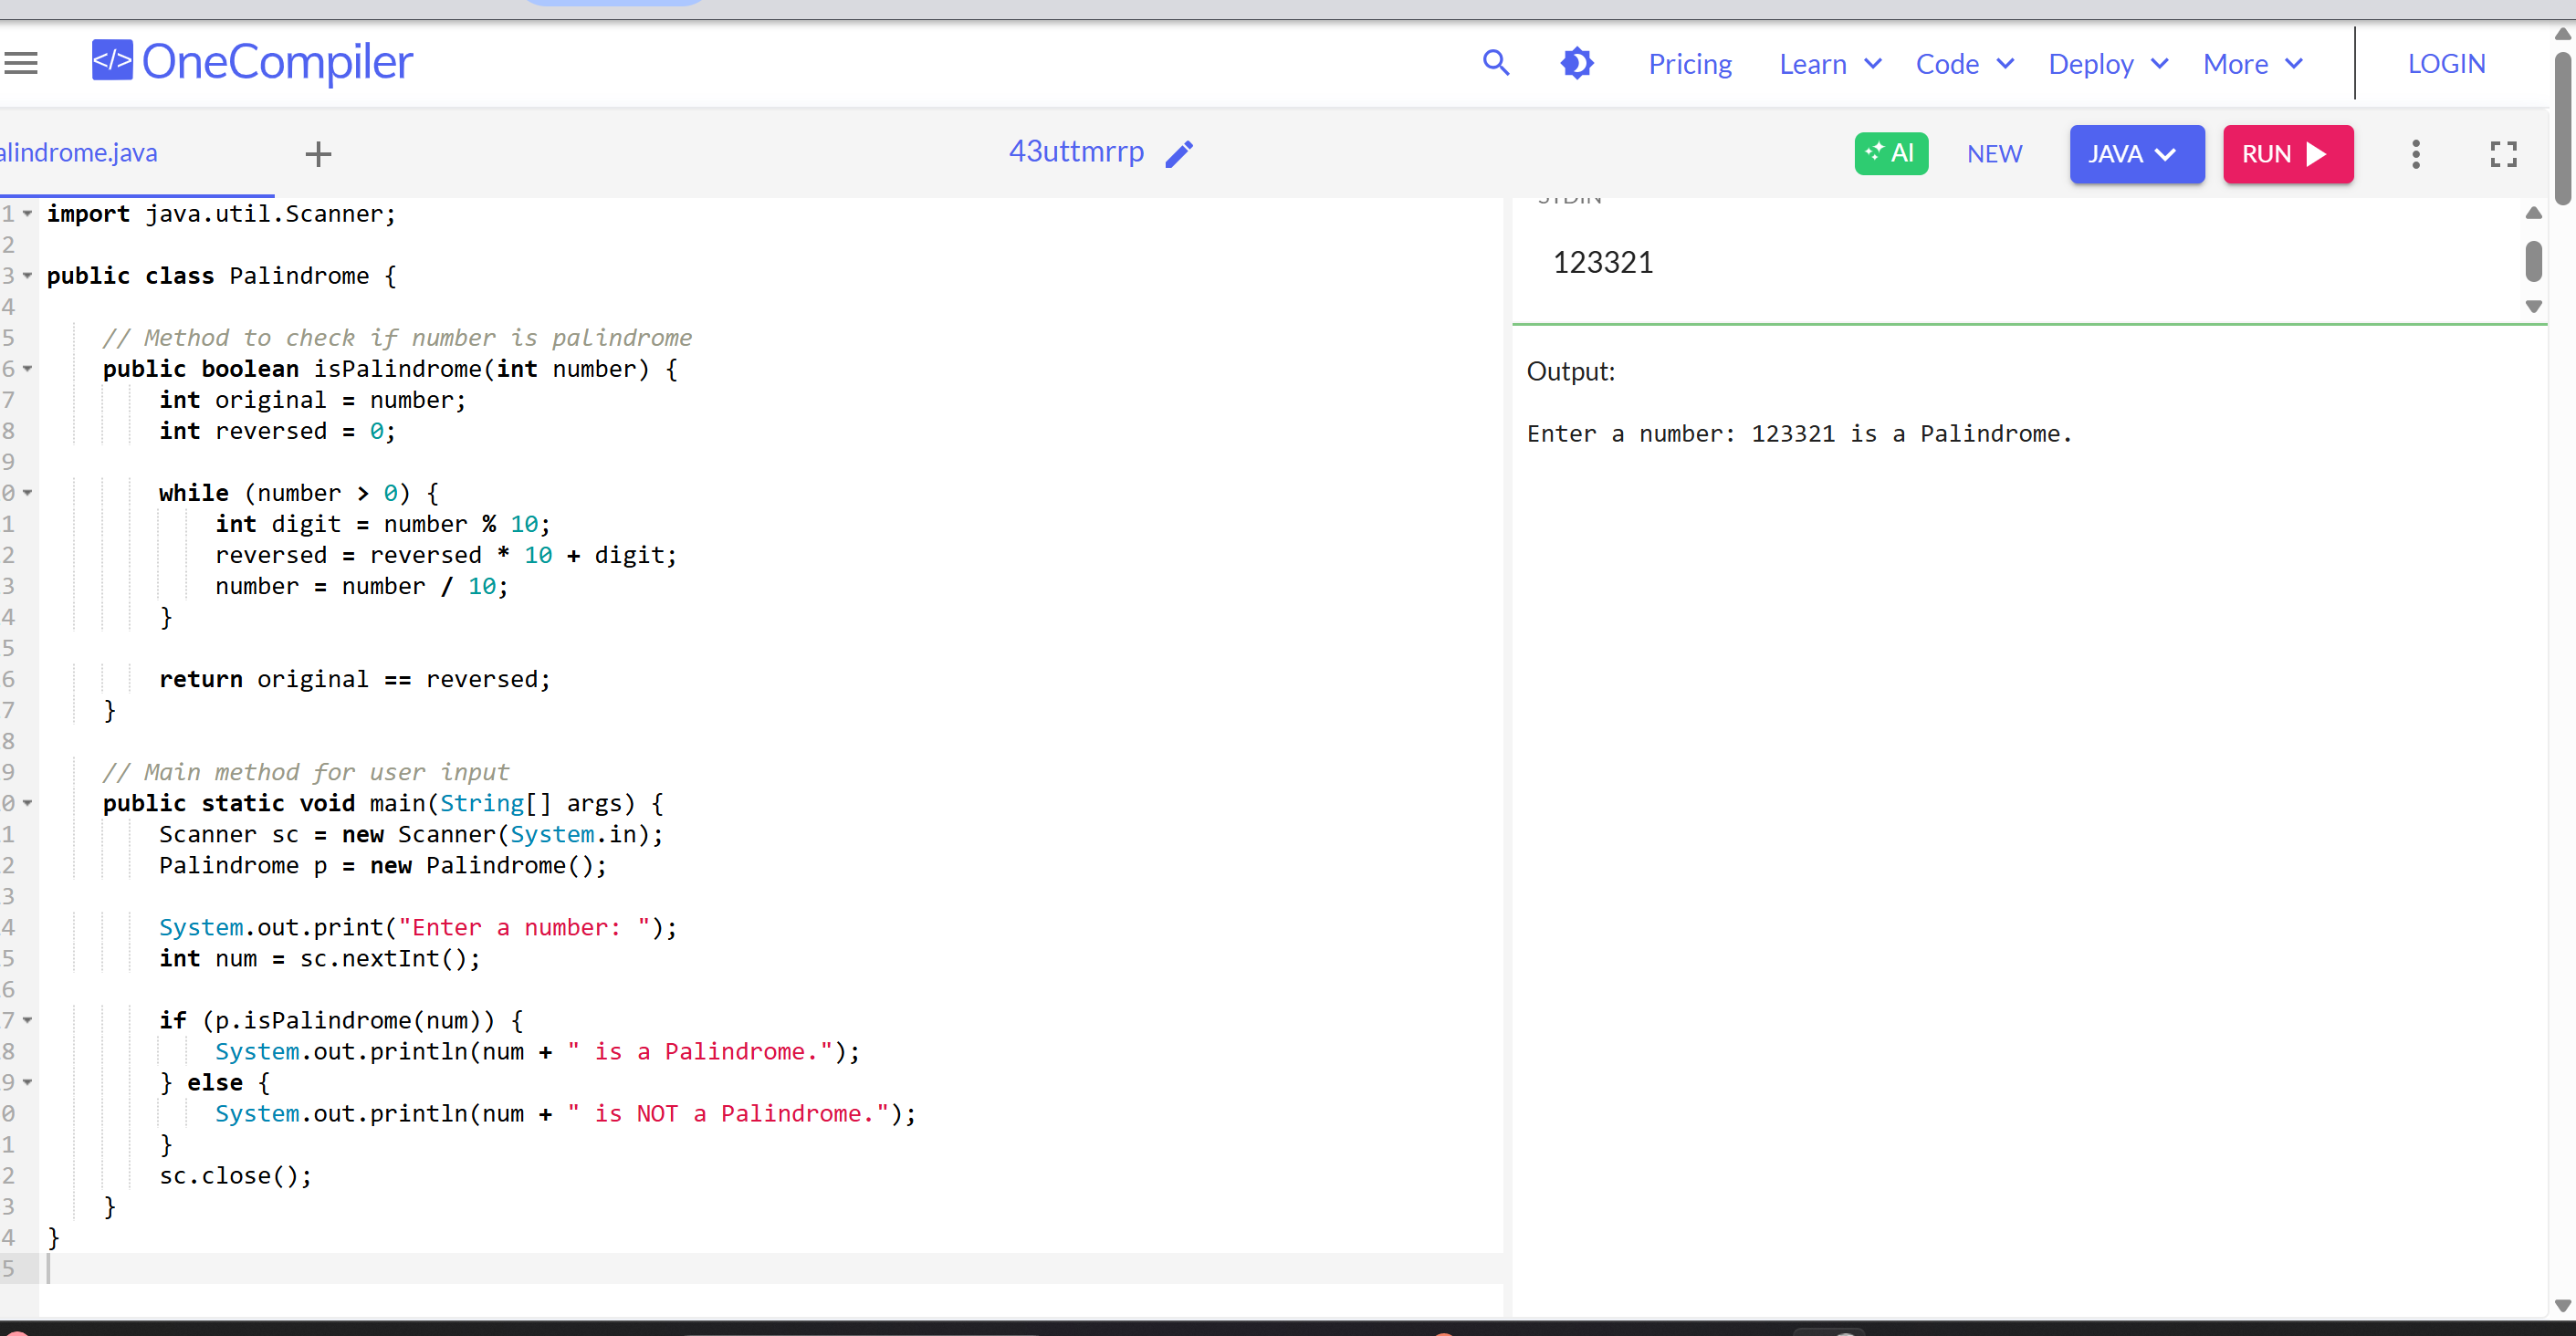 </> OneCompiler
Pricing Learn Code Deploy More LOGIN
alindrome.java + 43uttmrrp AI NEW JAVA RUN
1 import java.util.Scanner;
2
3 public class Palindrome {
4
5 // Method to check if number is palindrome
6 public boolean isPalindrome(int number) {
7 int original = number;
8 int reversed = 0;
9
0 while (number > 0) {
1 int digit = number % 10;
2 reversed = reversed * 10 + digit;
3 number = number / 10;
4 }
5
6 return original == reversed;
7 }
8
9 // Main method for user input
0 public static void main(String[] args) {
1 Scanner sc = new Scanner(System.in);
2 Palindrome p = new Palindrome();
3
4 System.out.print("Enter a number: ");
5 int num = sc.nextInt();
6
7 if (p.isPalindrome(num)) {
8 System.out.println(num + " is a Palindrome.");
9 } else {
0 System.out.println(num + " is NOT a Palindrome.");
1 }
2 sc.close();
3 }
4 }
5
STDIN
123321
Output:
Enter a number: 123321 is a Palindrome.